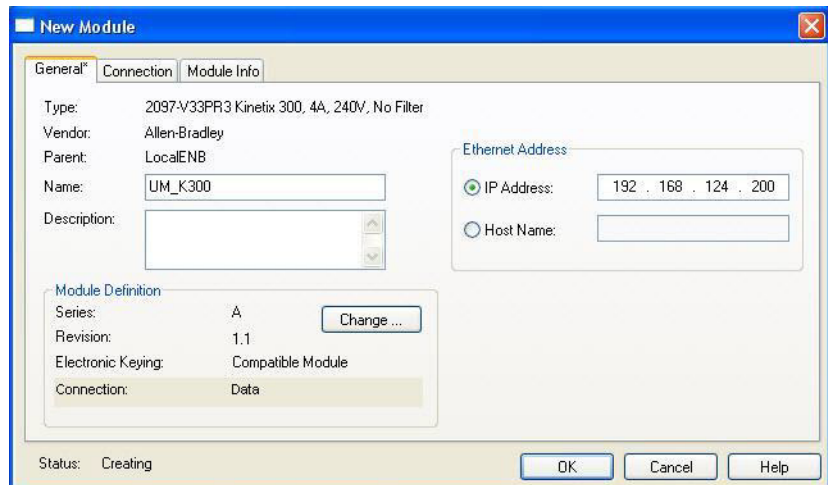 New Module
General* Connection Module Info
Type: 2097-V33PR3 Kinetix 300, 4A, 240V, No Filter
Vendor: Allen-Bradley
Parent: LocalENB
Name: UM_K300
Description:
Ethernet Address
IP Address: 192 . 168 . 124 . 200
Host Name:
Module Definition
Series: A
Change ...
Revision: 1.1
Electronic Keying: Compatible Module
Connection: Data
Status: Creating
OK Cancel Help